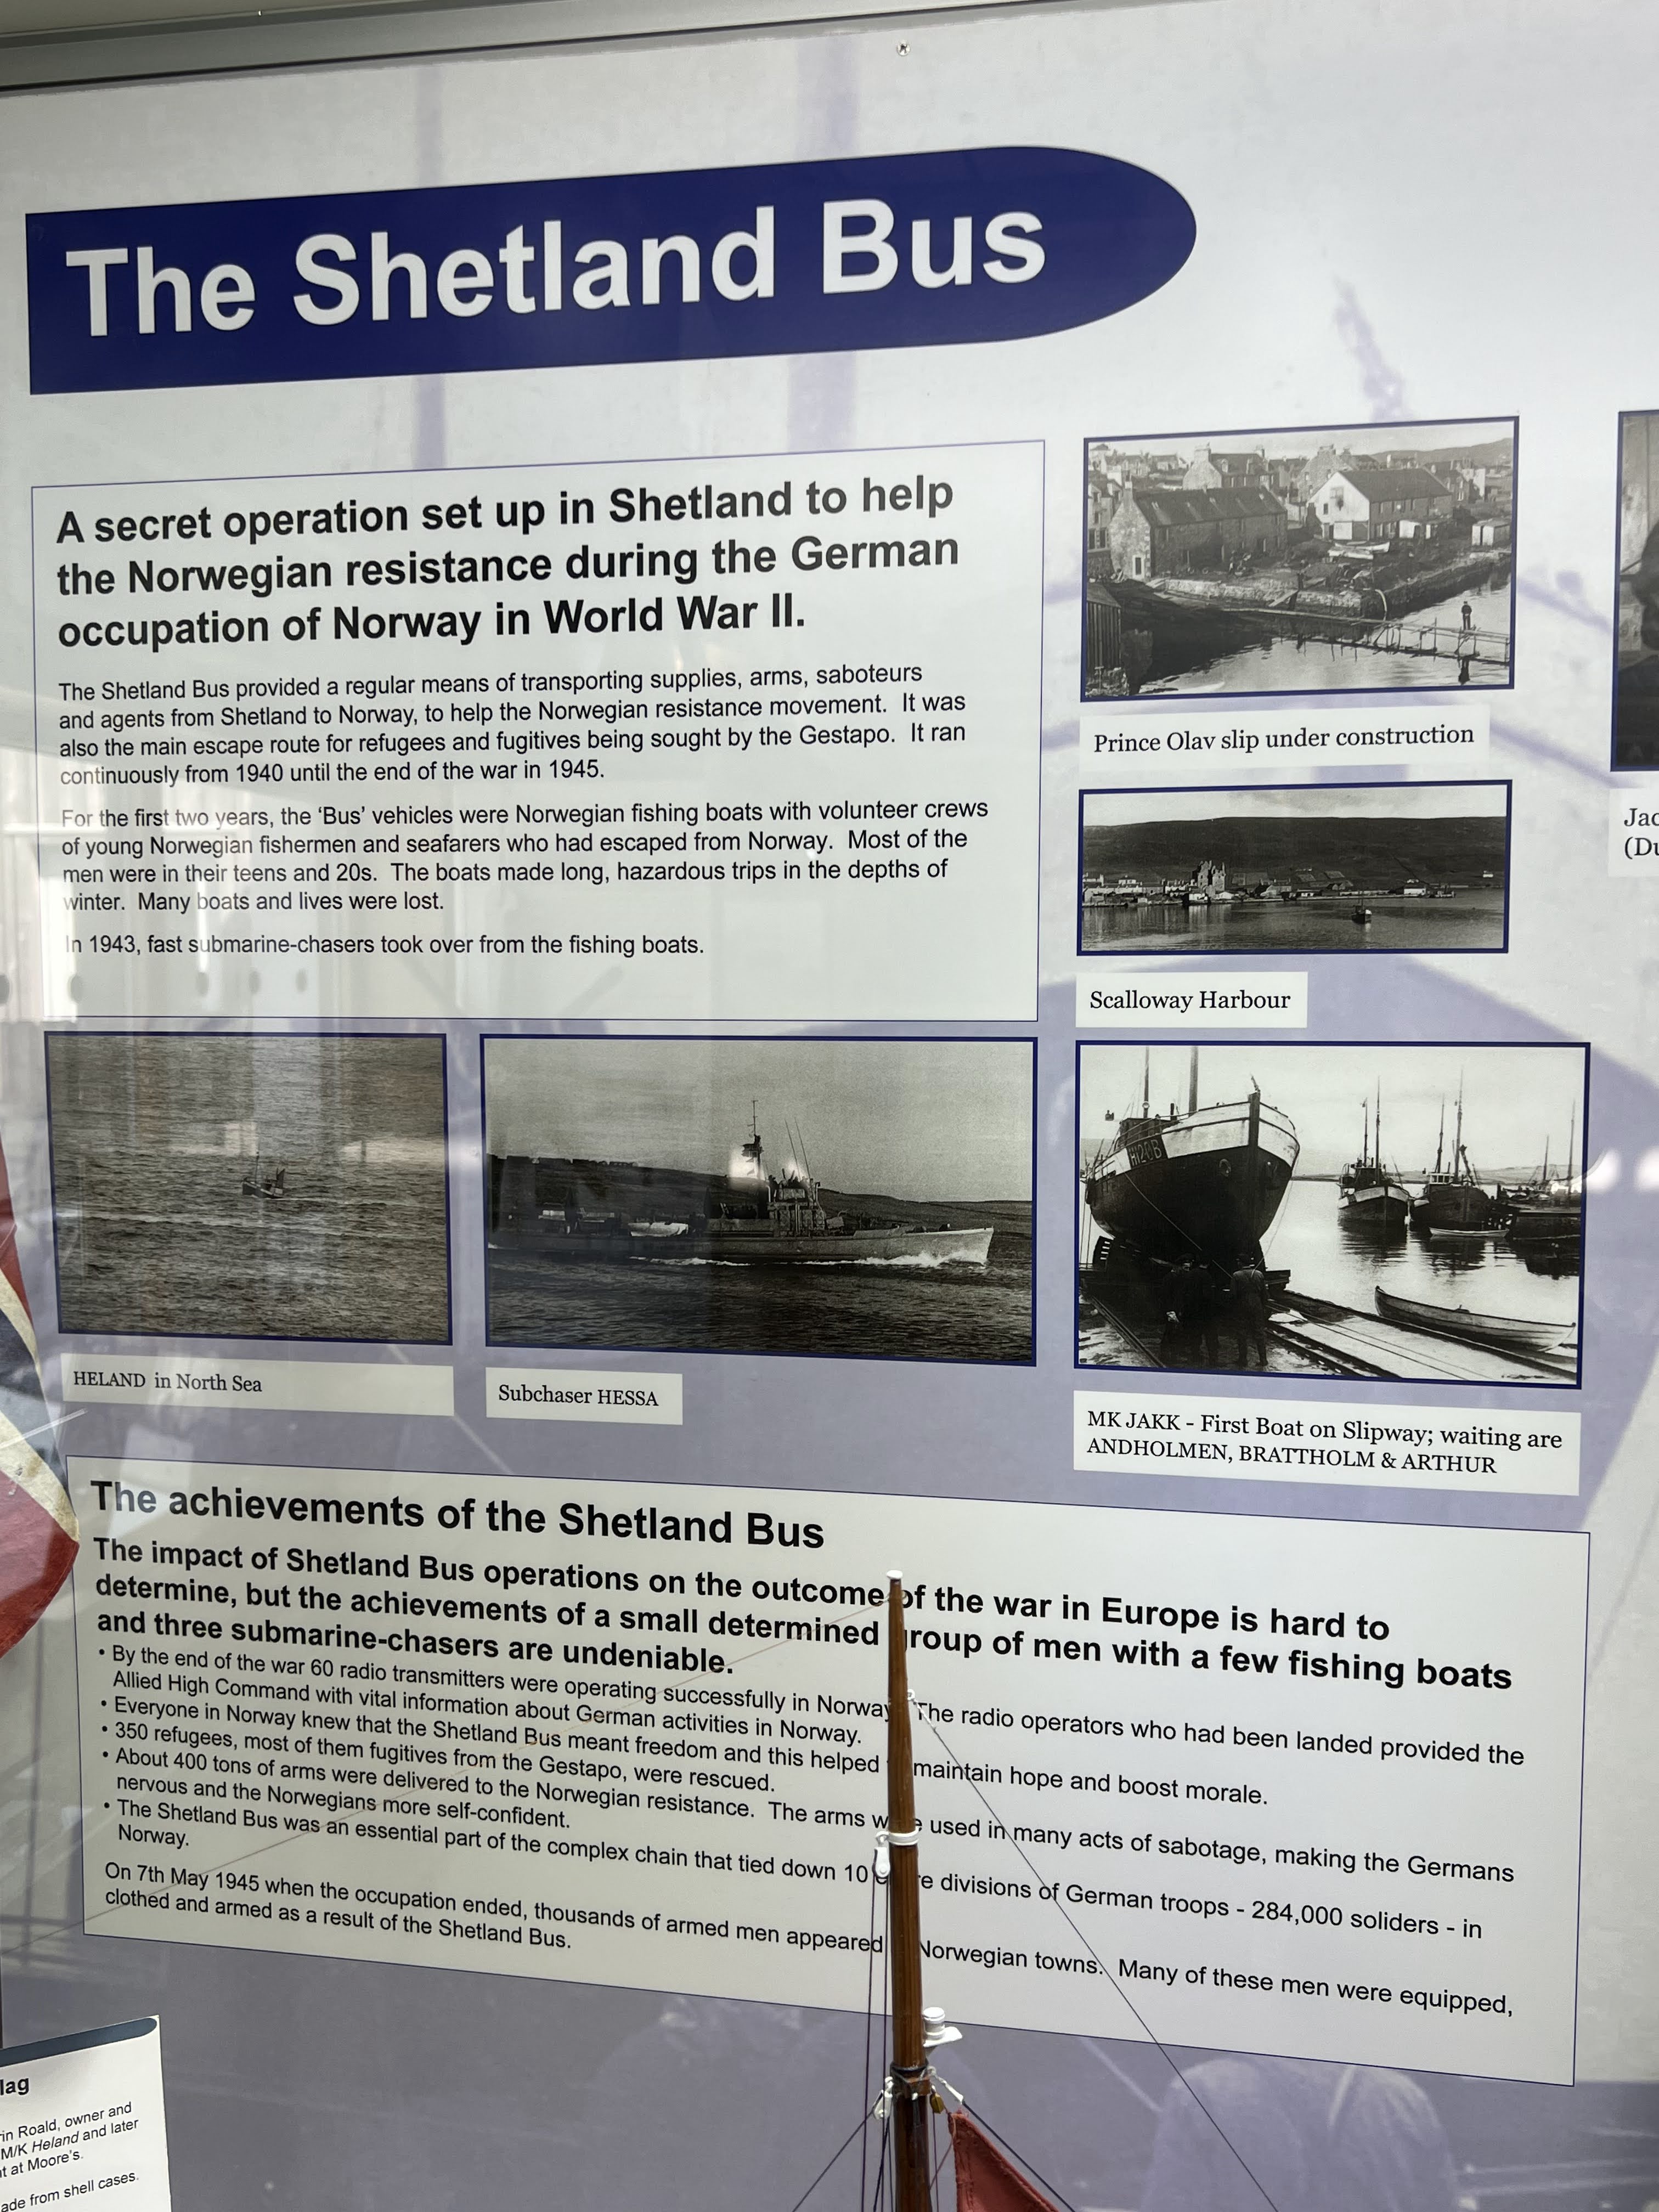 The Shetland Bus
A secret operation set up in Shetland to help
the Norwegian resistance during the German
occupation of Norway in World War II.
The Shetland Bus provided a regular means of transporting supplies, arms, saboteurs
and agents from Shetland to Norway, to help the Norwegian resistance movement. It was
also the main escape route for refugees and fugitives being sought by the Gestapo. It ran
continuously from 1940 until the end of the war in 1945.
For the first two years, the 'Bus' vehicles were Norwegian fishing boats with volunteer crews
of young Norwegian fishermen and seafarers who had escaped from Norway. Most of the
men were in their teens and 20s. The boats made long, hazardous trips in the depths of
winter. Many boats and lives were lost.
In 1943, fast submarine-chasers took over from the fishing boats.
Prince Olav slip under construction
Scalloway Harbour
Jac
(Du
HELAND in North Sea
Subchaser HESSA
H120B
MK JAKK - First Boat on Slipway; waiting are
ANDHOLMEN, BRATTHOLM & ARTHUR
The achievements of the Shetland Bus
The impact of Shetland Bus operations on the outcome of the war in Europe is hard to
determine, but the achievements of a small determined group of men with a few fishing boats
and three submarine-chasers are undeniable.
• By the end of the war 60 radio transmitters were operating successfully in Norway. The radio operators who had been landed provided the
Allied High Command with vital information about German activities in Norway.
• Everyone in Norway knew that the Shetland Bus meant freedom and this helped maintain hope and boost morale.
• 350 refugees, most of them fugitives from the Gestapo, were rescued.
• About 400 tons of arms were delivered to the Norwegian resistance. The arms were used in many acts of sabotage, making the Germans
nervous and the Norwegians more self-confident.
• The Shetland Bus was an essential part of the complex chain that tied down 10 divisions of German troops - 284,000 soliders - in
Norway.
On 7th May 1945 when the occupation ended, thousands of armed men appeared Norwegian towns. Many of these men were equipped,
clothed and armed as a result of the Shetland Bus.
lag
in Roald, owner and
M/K Heland and later
t at Moore's.
ade from shell cases.